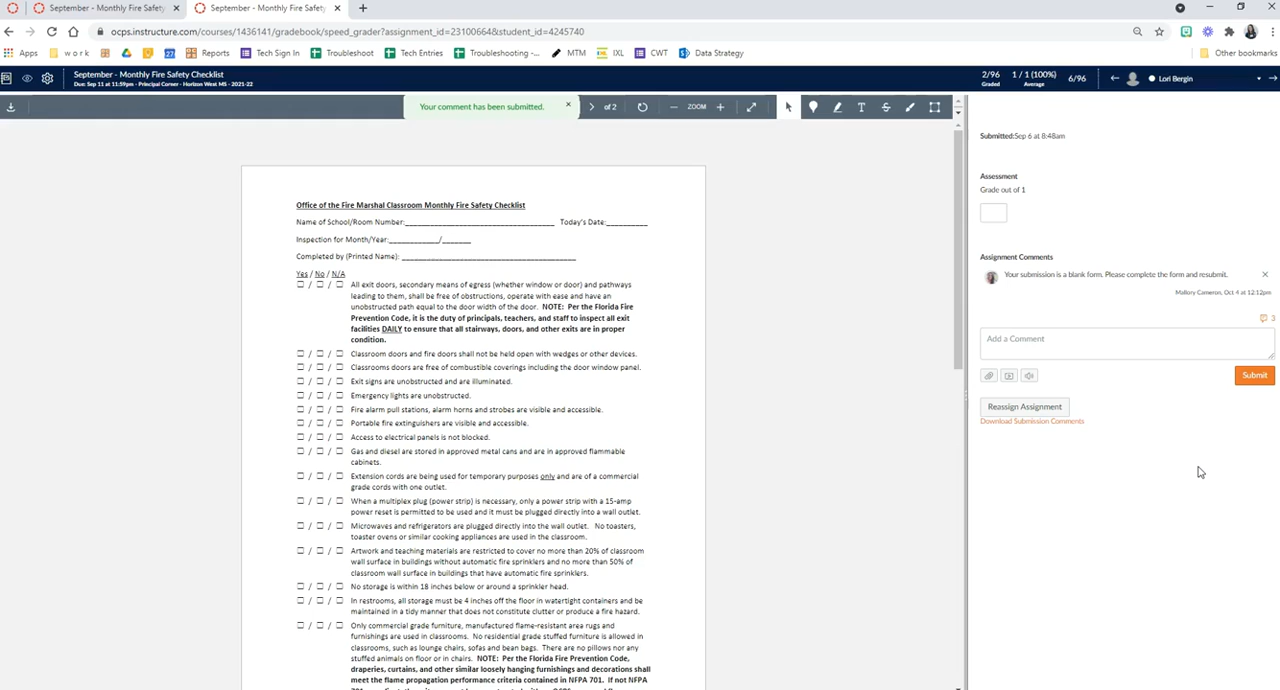 September - Monthly Fire Safety
September - Monthly Fire Safety
ocps.instructure.com/courses/1436141/gradebook/speed_grader?assignment_id=23100664&student_id=4245740
Apps
w o r k
Reports
Tech Sign In
Troubleshoot
Tech Entries
Troubleshooting -...
MTM
IXL
CWT
Data Strategy
Other bookmarks
September - Monthly Fire Safety Checklist
Due: Sep 11 at 11:59pm - Principal Corner - Horizon West MS - 2021-22
2/96
Graded
1 / 1 (100%)
Average
6/96
Lori Bergin
Your comment has been submitted.
of 2
ZOOM
T
Office of the Fire Marshal Classroom Monthly Fire Safety Checklist
Name of School/Room Number:______________________________ Today's Date:_________
Inspection for Month/Year:___________/_______
Completed by (Printed Name): ___________________________________
Yes / No / N/A
☐ / ☐ / ☐ All exit doors, secondary means of egress (whether window or door) and pathways
leading to them, shall be free of obstructions, operate with ease and have an
unobstructed path equal to the door width of the door. NOTE: Per the Florida Fire
Prevention Code, it is the duty of principals, teachers, and staff to inspect all exit
facilities DAILY to ensure that all stairways, doors, and other exits are in proper
condition.
☐ / ☐ / ☐ Classroom doors and fire doors shall not be held open with wedges or other devices.
☐ / ☐ / ☐ Classrooms doors are free of combustible coverings including the door window panel.
☐ / ☐ / ☐ Exit signs are unobstructed and are illuminated.
☐ / ☐ / ☐ Emergency lights are unobstructed.
☐ / ☐ / ☐ Fire alarm pull stations, alarm horns and strobes are visible and accessible.
☐ / ☐ / ☐ Portable fire extinguishers are visible and accessible.
☐ / ☐ / ☐ Access to electrical panels is not blocked.
☐ / ☐ / ☐ Gas and diesel are stored in approved metal cans and are in approved flammable
cabinets.
☐ / ☐ / ☐ Extension cords are being used for temporary purposes only and are of a commercial
grade cords with one outlet.
☐ / ☐ / ☐ When a multiplex plug (power strip) is necessary, only a power strip with a 15-amp
power reset is permitted to be used and it must be plugged directly into a wall outlet.
☐ / ☐ / ☐ Microwaves and refrigerators are plugged directly into the wall outlet. No toasters,
toaster ovens or similar cooking appliances are used in the classroom.
☐ / ☐ / ☐ Artwork and teaching materials are restricted to cover no more than 20% of classroom
wall surface in buildings without automatic fire sprinklers and no more than 50% of
classroom wall surface in buildings that have automatic fire sprinklers.
☐ / ☐ / ☐ No storage is within 18 inches below or around a sprinkler head.
☐ / ☐ / ☐ In restrooms, all storage must be 4 inches off the floor in watertight containers and be
maintained in a tidy manner that does not constitute clutter or produce a fire hazard.
☐ / ☐ / ☐ Only commercial grade furniture, manufactured flame-resistant area rugs and
furnishings are used in classrooms. No residential grade stuffed furniture is allowed in
classrooms, such as lounge chairs, sofas and bean bags. There are no pillows nor any
stuffed animals on floor or in chairs. NOTE: Per the Florida Fire Prevention Code,
draperies, curtains, and other similar loosely hanging furnishings and decorations shall
meet the flame propagation performance criteria contained in NFPA 701. If not NFPA
Submitted:Sep 6 at 8:48am
Assessment
Grade out of 1
Assignment Comments
Your submission is a blank form. Please complete the form and resubmit.
Mallory Cameron, Oct 4 at 12:12pm
3
Add a Comment
Submit
Reassign Assignment
Download Submission Comments